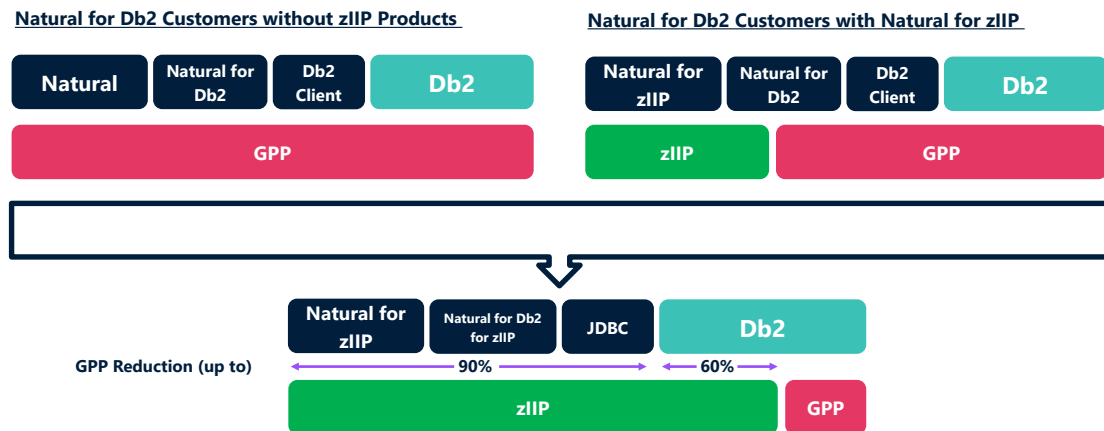 Natural for Db2 Customers without zIIP Products
Natural for Db2 Customers with Natural for zIIP
Natural
Natural for
Db2
Db2
Client
Db2
GPP
Natural for
zIIP
Natural for
Db2
Db2
Client
Db2
zIIP
GPP
Natural for
zIIP
Natural for Db2
for zIIP
JDBC
Db2
GPP Reduction (up to)
90%
60%
zIIP
GPP